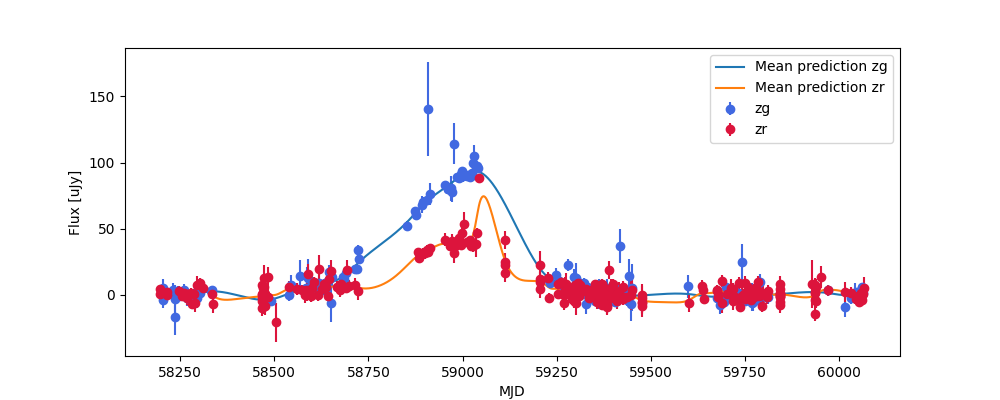 Mean prediction zg
Mean prediction zr
zg
zr
150
100
50
0
Flux [uJy]
58250
58500
58750
59000
59250
59500
59750
60000
MJD